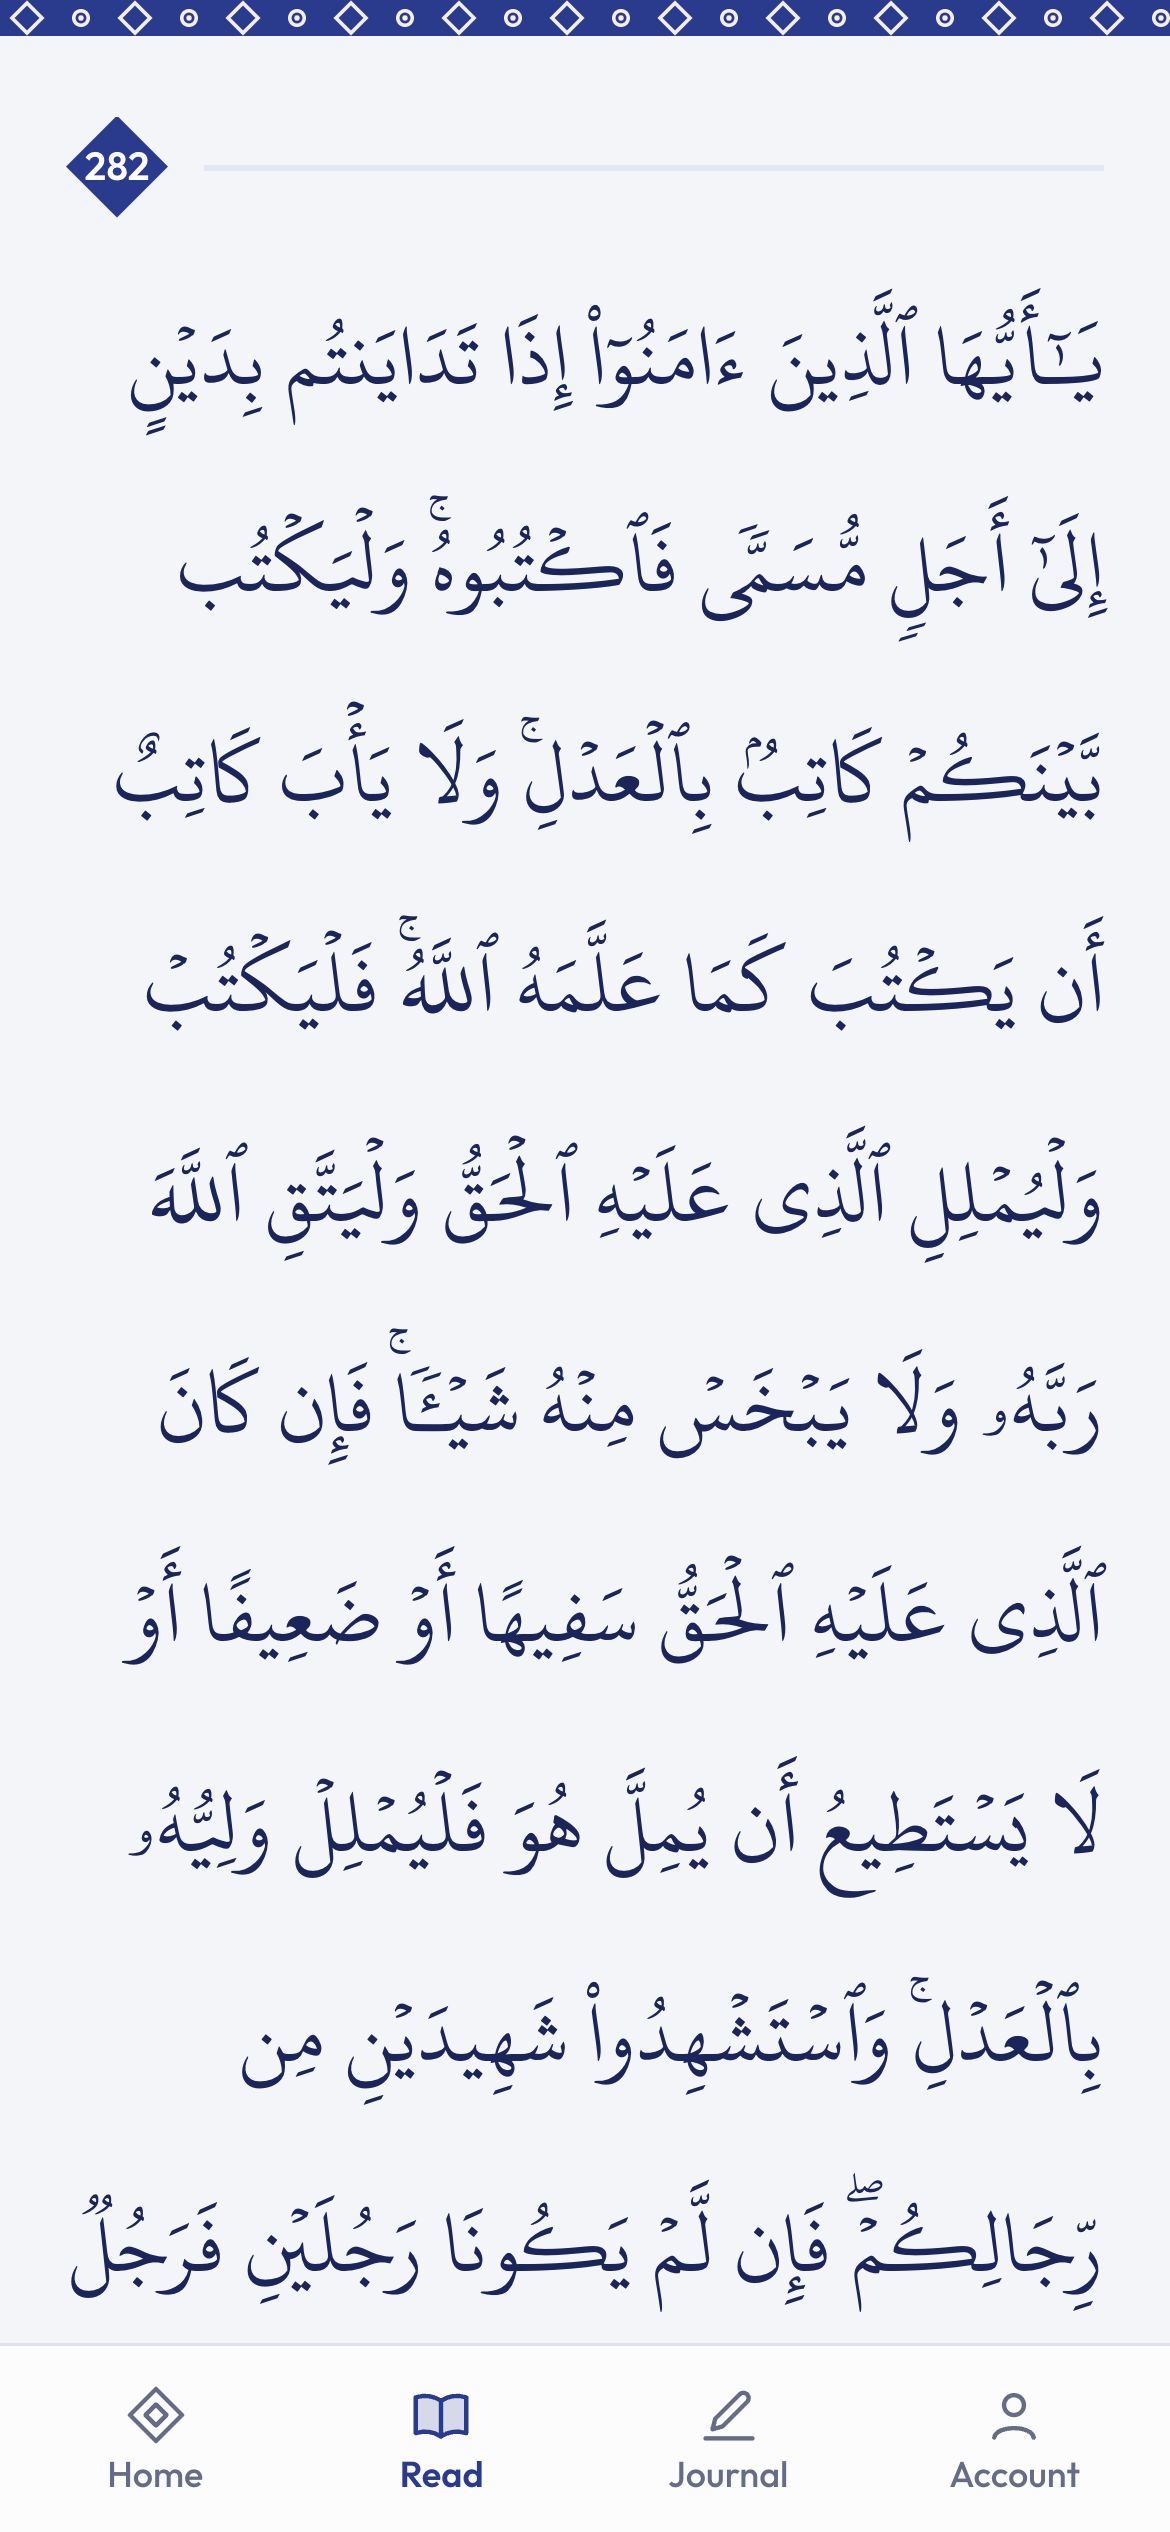 282
يَـٰٓأَيُّهَا ٱلَّذِينَ ءَامَنُوٓا۟ إِذَا تَدَايَنتُم بِدَيْنٍ
إِلَىٰٓ أَجَلٍ مُّسَمًّى فَٱكْتُبُوهُ ۚ وَلْيَكْتُب
بَّيْنَكُمْ كَاتِبٌۢ بِٱلْعَدْلِ ۚ وَلَا يَأْبَ كَاتِبٌ
أَن يَكْتُبَ كَمَا عَلَّمَهُ ٱللَّهُ ۚ فَلْيَكْتُبْ
وَلْيُمْلِلِ ٱلَّذِى عَلَيْهِ ٱلْحَقُّ وَلْيَتَّقِ ٱللَّهَ
رَبَّهُۥ وَلَا يَبْخَسْ مِنْهُ شَيْـًٔا ۚ فَإِن كَانَ
ٱلَّذِى عَلَيْهِ ٱلْحَقُّ سَفِيهًا أَوْ ضَعِيفًا أَوْ
لَا يَسْتَطِيعُ أَن يُمِلَّ هُوَ فَلْيُمْلِلْ وَلِيُّهُۥ
بِٱلْعَدْلِ ۚ وَٱسْتَشْهِدُوا۟ شَهِيدَيْنِ مِن
رِّجَالِكُمْ ۖ فَإِن لَّمْ يَكُونَا رَجُلَيْنِ فَرَجُلٌ
Home
Read
Journal
Account